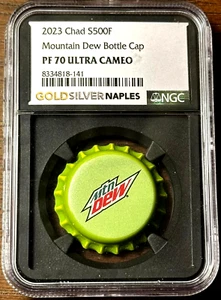 2023 Chad S500F
Mountain Dew Bottle Cap
PF 70 ULTRA CAMEO
8334818-141
GOLDSILVER NAPLES
NGC
mtn
DEW